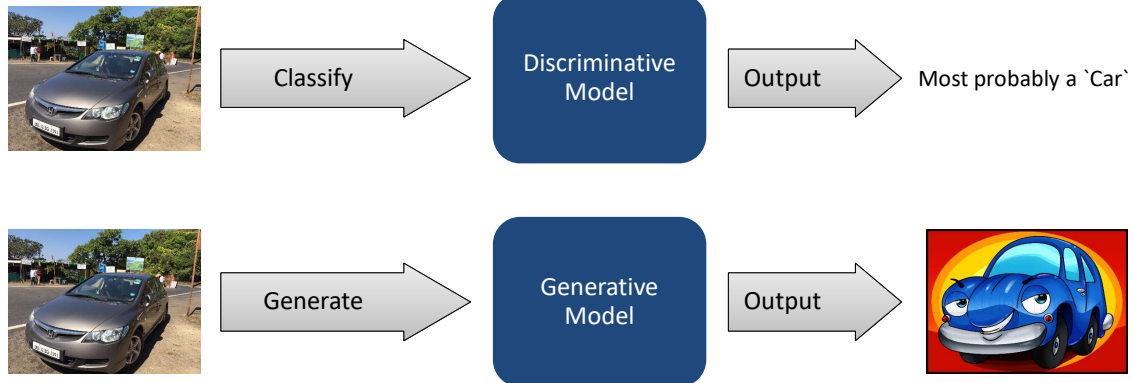 Classify
Discriminative
Model
Output
Most probably a `Car`
Generate
Generative
Model
Output